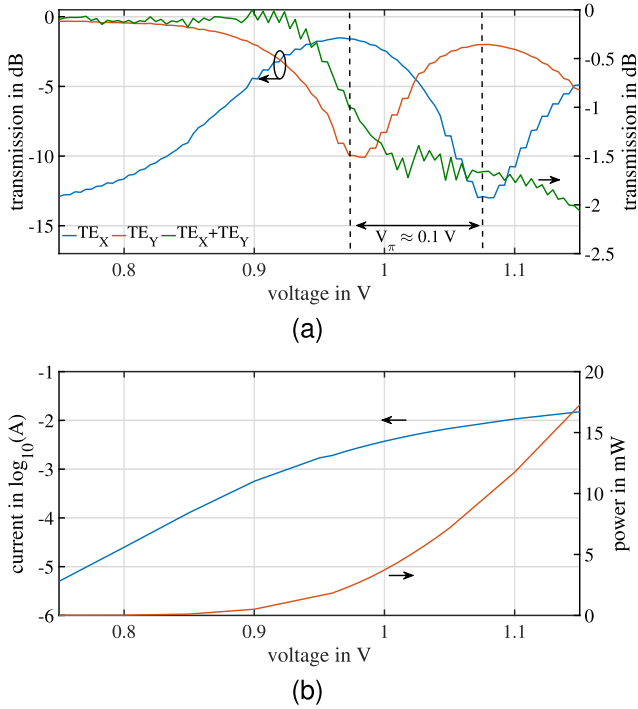 0
-5
-10
-15
transmission in dB
0
-0.5
-1
-1.5
-2
-2.5
transmission in dB
V_π ≈ 0.1 V
TE_X TE_Y TE_X+TE_Y
0.8 0.9 1 1.1
voltage in V
(a)
-1
-2
-3
-4
-5
-6
current in log_10(A)
20
15
10
5
0
power in mW
0.8 0.9 1 1.1
voltage in V
(b)